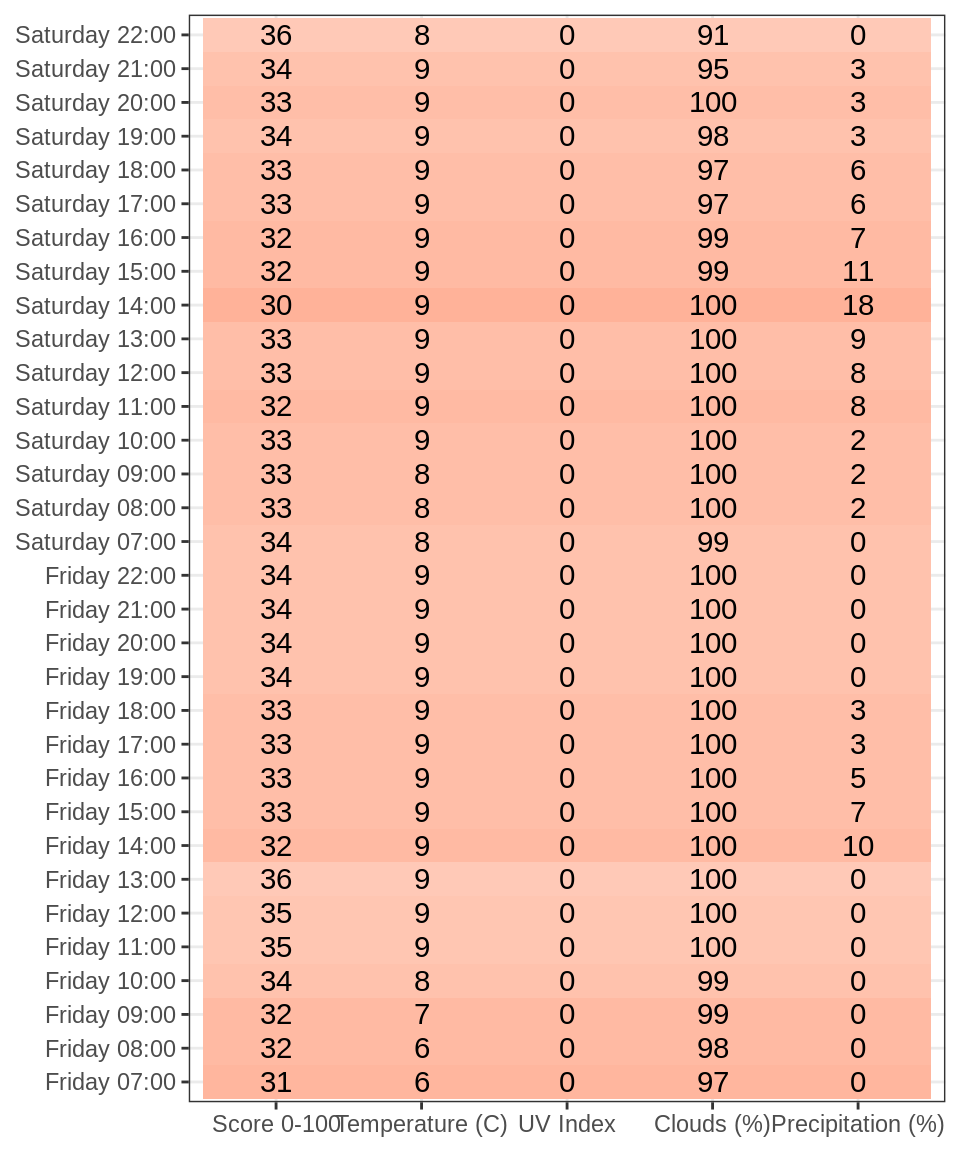 Saturday 22:00 36 8 0 91 0
Saturday 21:00 34 9 0 95 3
Saturday 20:00 33 9 0 100 3
Saturday 19:00 34 9 0 98 3
Saturday 18:00 33 9 0 97 6
Saturday 17:00 33 9 0 97 6
Saturday 16:00 32 9 0 99 7
Saturday 15:00 32 9 0 99 11
Saturday 14:00 30 9 0 100 18
Saturday 13:00 33 9 0 100 9
Saturday 12:00 33 9 0 100 8
Saturday 11:00 32 9 0 100 8
Saturday 10:00 33 9 0 100 2
Saturday 09:00 33 8 0 100 2
Saturday 08:00 33 8 0 100 2
Saturday 07:00 34 8 0 99 0
Friday 22:00 34 9 0 100 0
Friday 21:00 34 9 0 100 0
Friday 20:00 34 9 0 100 0
Friday 19:00 34 9 0 100 0
Friday 18:00 33 9 0 100 3
Friday 17:00 33 9 0 100 3
Friday 16:00 33 9 0 100 5
Friday 15:00 33 9 0 100 7
Friday 14:00 32 9 0 100 10
Friday 13:00 36 9 0 100 0
Friday 12:00 35 9 0 100 0
Friday 11:00 35 9 0 100 0
Friday 10:00 34 8 0 99 0
Friday 09:00 32 7 0 99 0
Friday 08:00 32 6 0 98 0
Friday 07:00 31 6 0 97 0
Score 0-100 Temperature (C) UV Index Clouds (%) Precipitation (%)